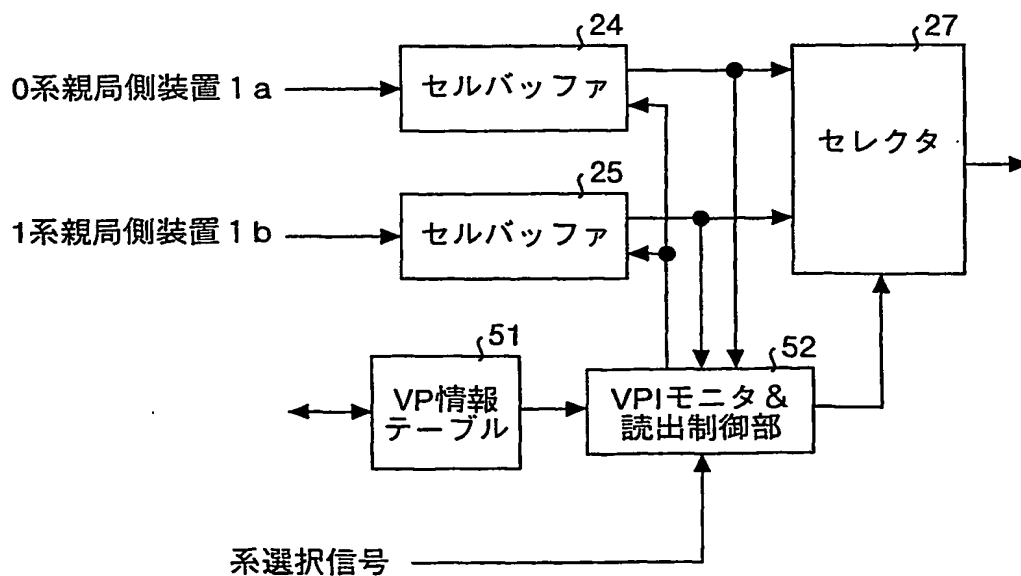 24
27
0系親局側装置1a
セルバッファ
セレクタ
25
1系親局側装置1b
セルバッファ
51
52
VP情報
テーブル
VPIモニタ&
読出制御部
系選択信号